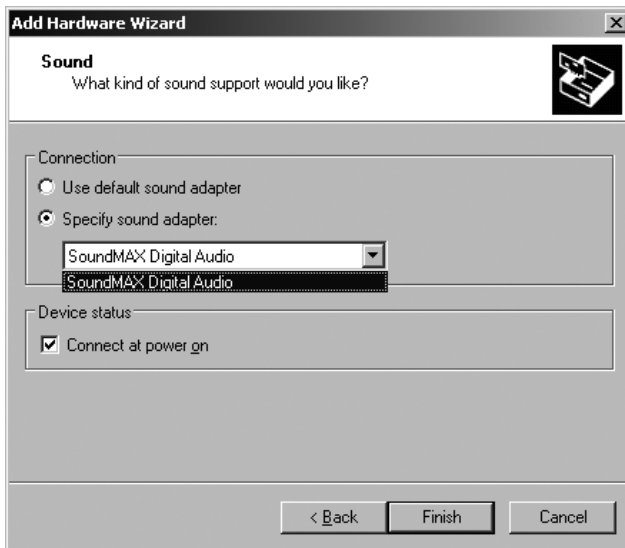 Add Hardware Wizard
Sound
What kind of sound support would you like?
Connection
Use default sound adapter
Specify sound adapter:
SoundMAX Digital Audio
SoundMAX Digital Audio
Device status
Connect at power on
< Back
Finish
Cancel